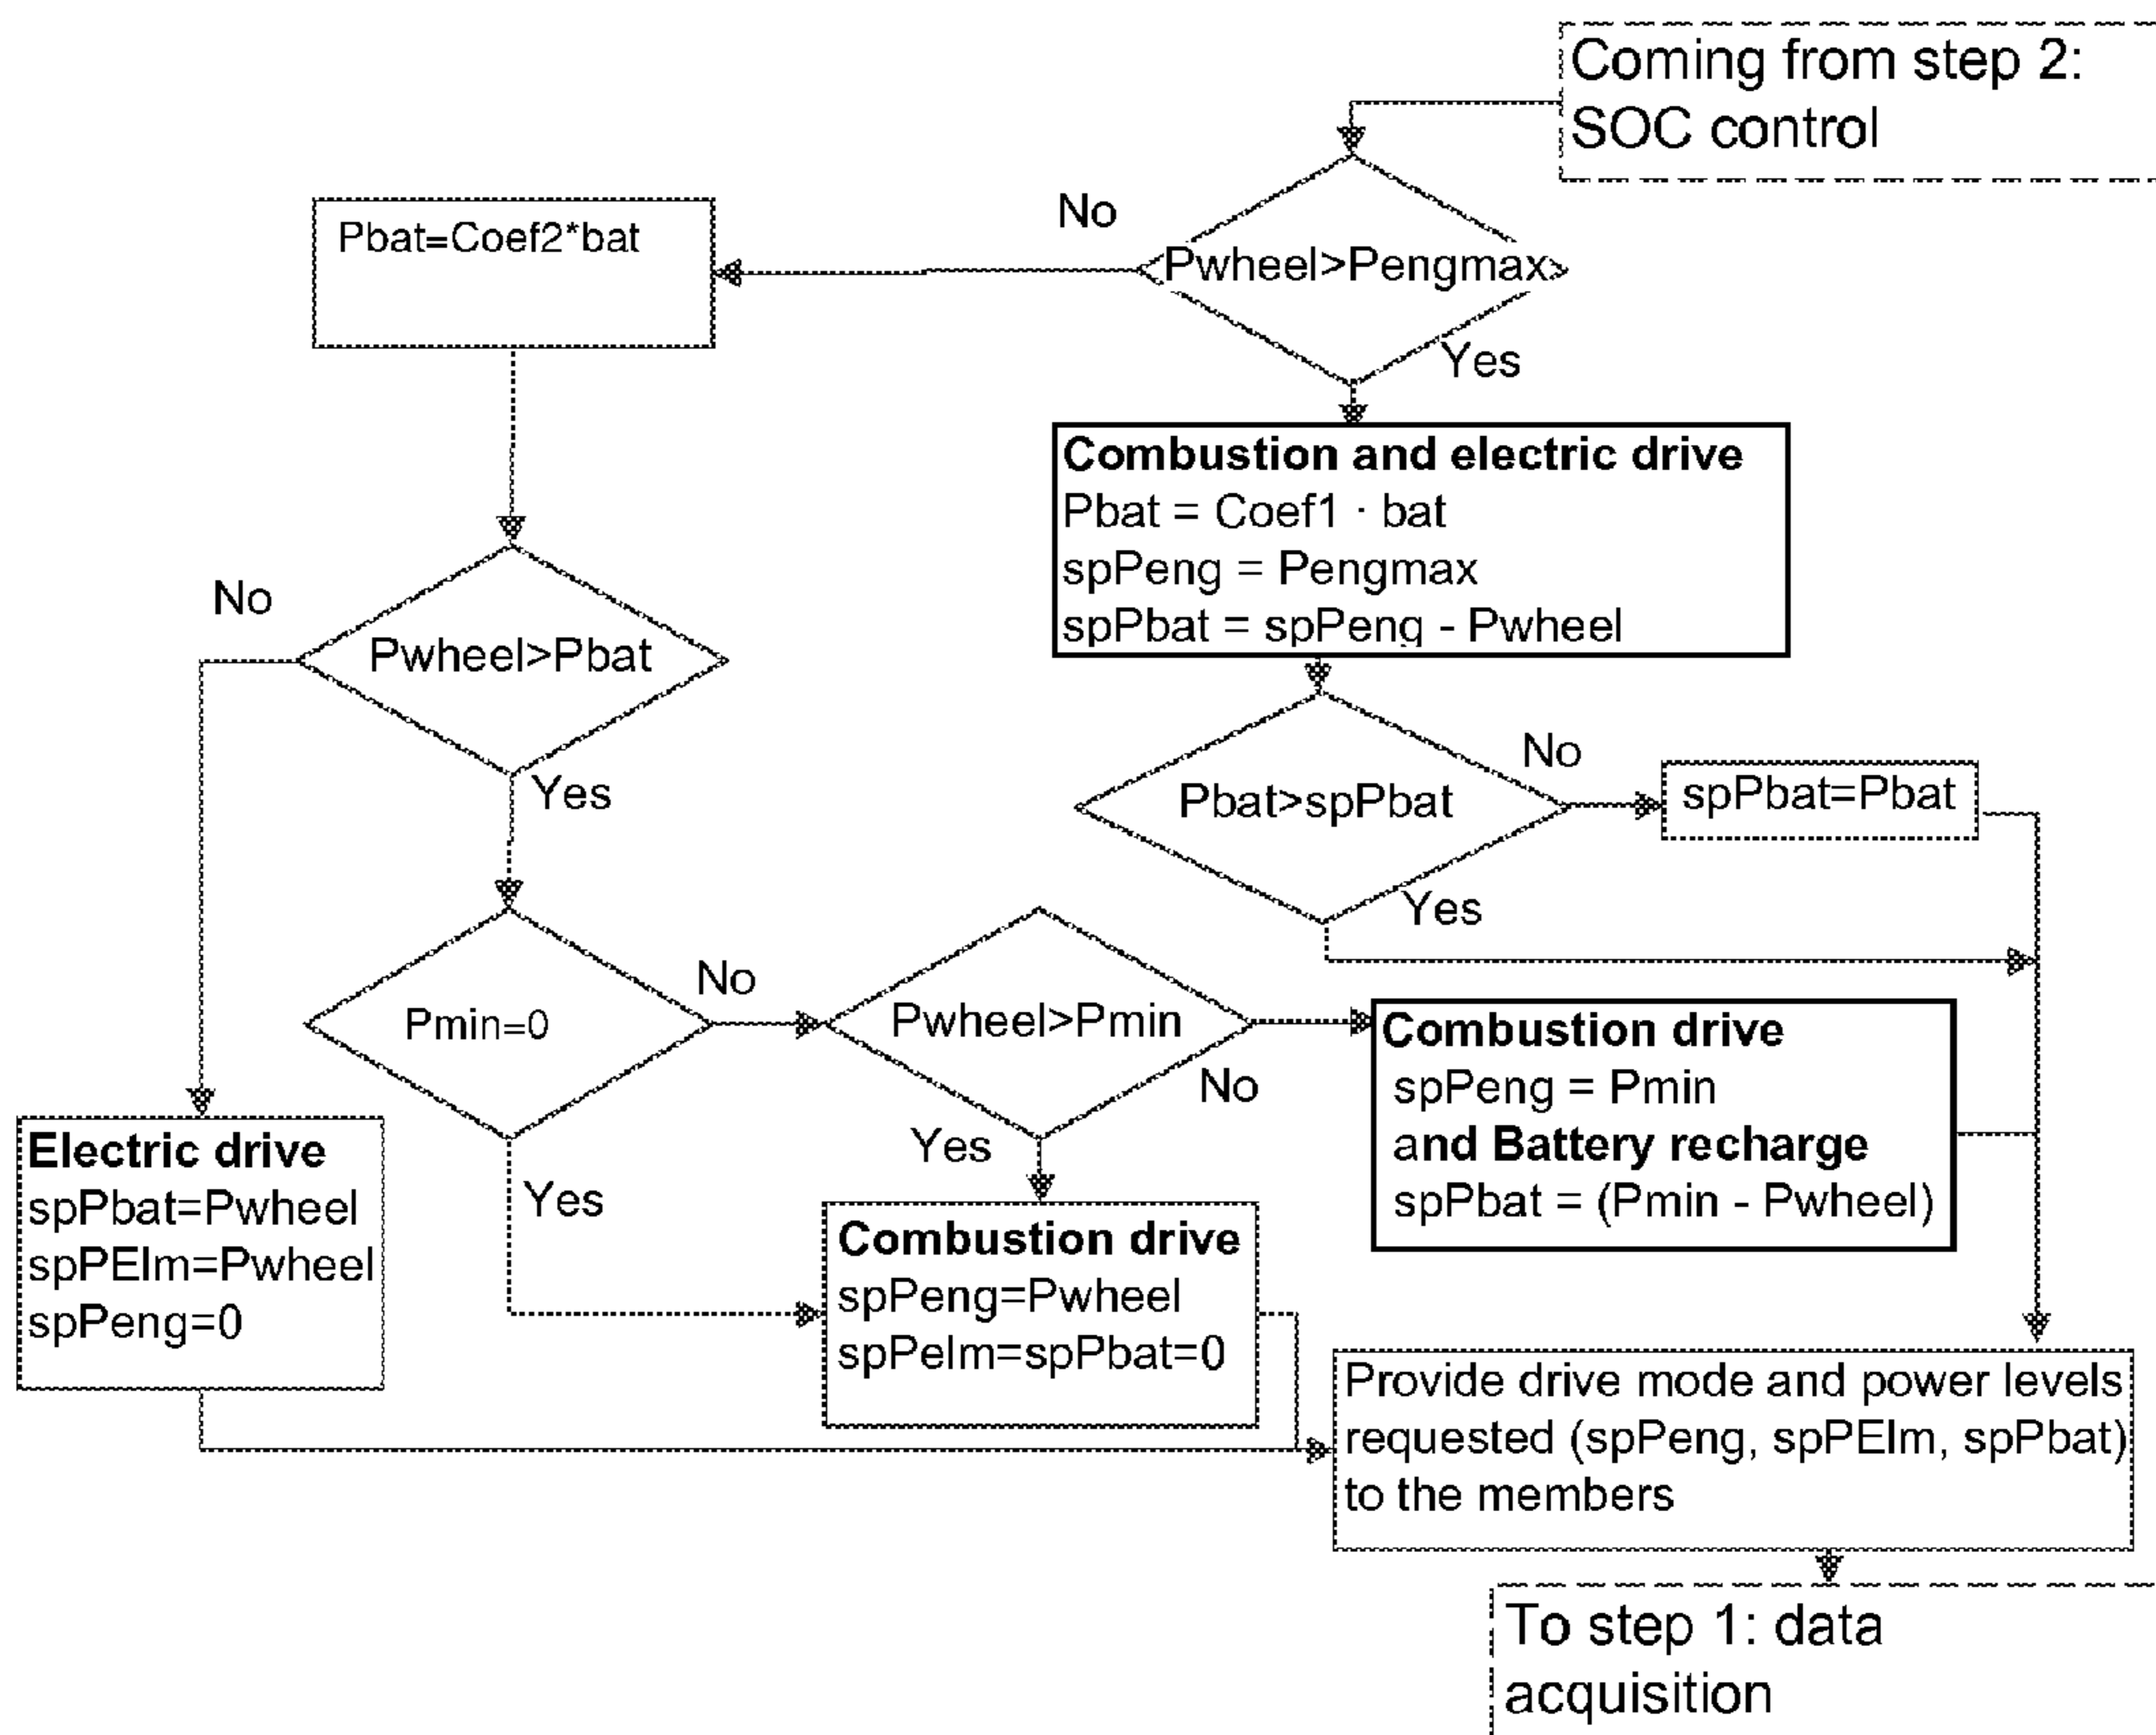 Coming from step 2:
SOC control
No
Pwheel>Pengmax
Yes
Pbat=Coef2*bat
Combustion and electric drive
Pbat = Coef1 · bat
spPeng = Pengmax
spPbat = spPeng - Pwheel
No
Pwheel>Pbat
Yes
Pbat>spPbat
No
spPbat=Pbat
Yes
Pmin=0
No
Yes
Pwheel>Pmin
No
Yes
Combustion drive
spPeng = Pmin
and Battery recharge
spPbat = (Pmin - Pwheel)
Electric drive
spPbat=Pwheel
spPElm=Pwheel
spPeng=0
Combustion drive
spPeng=Pwheel
spPelm=spPbat=0
Provide drive mode and power levels
requested (spPeng, spPElm, spPbat)
to the members
To step 1: data
acquisition